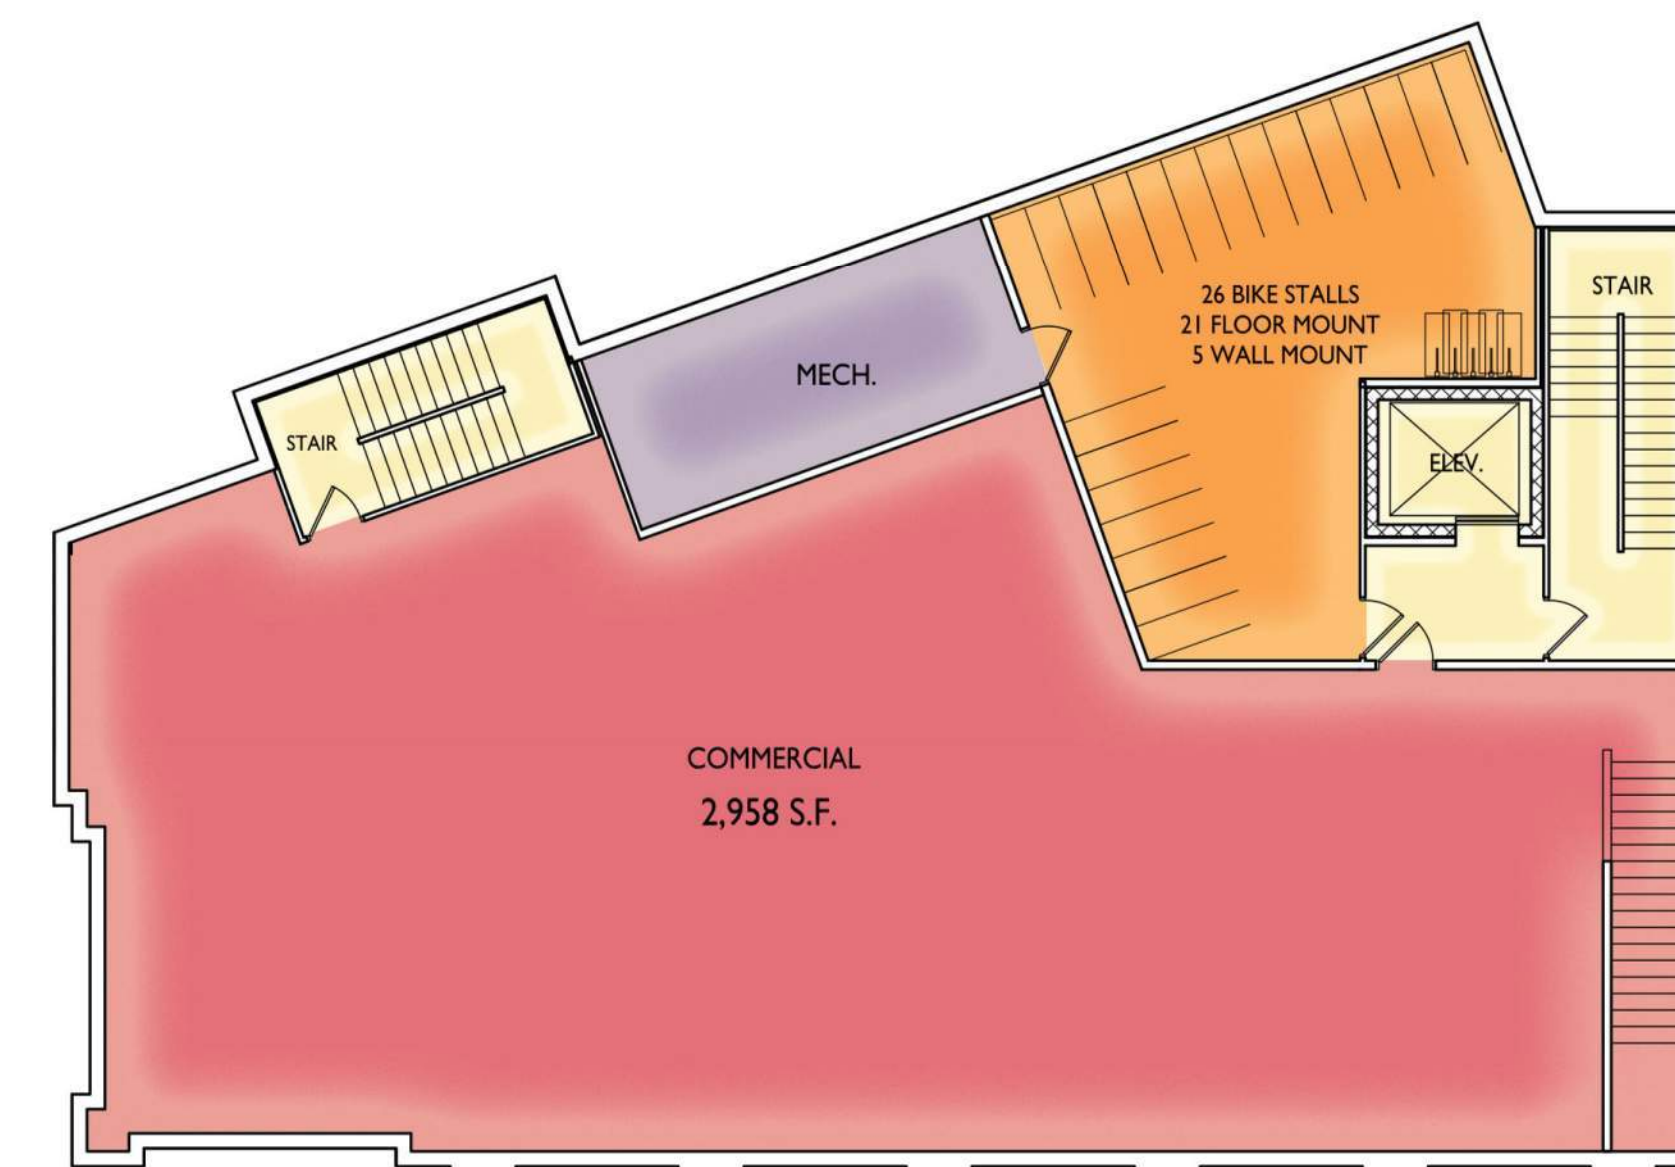 STAIR
26 BIKE STALLS
21 FLOOR MOUNT
5 WALL MOUNT
MECH.
STAIR
ELEV.
COMMERCIAL
2,958 S.F.